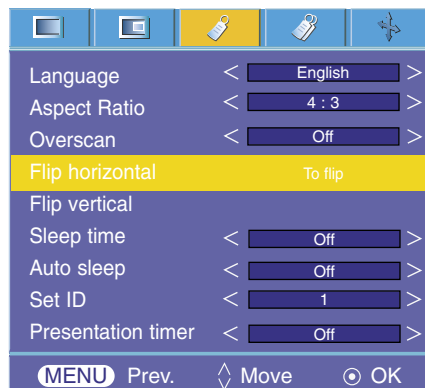 Language < English >
Aspect Ratio < 4 : 3 >
Overscan < Off >
Flip horizontal To flip
Flip vertical
Sleep time < Off >
Auto sleep < Off >
Set ID < 1 >
Presentation timer < Off >
MENU Prev. Move OK